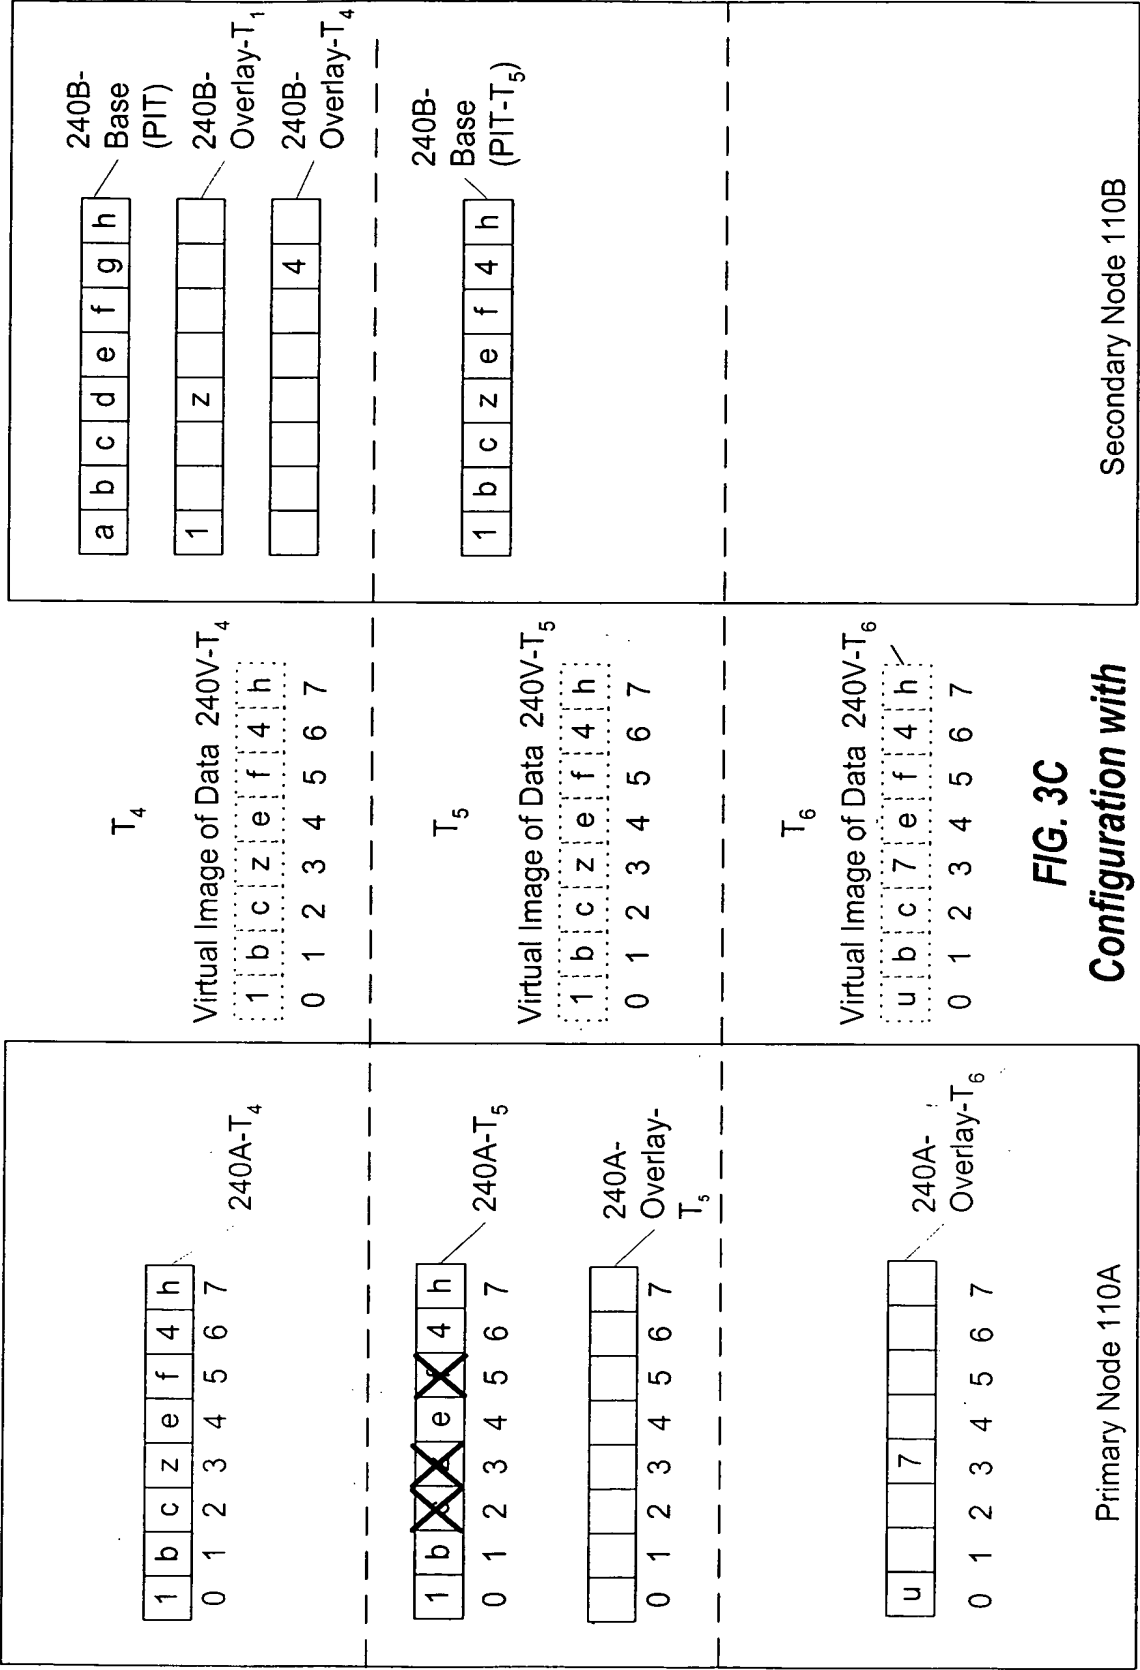 T4
240A-T4
1 b c z e f 4 h
0 1 2 3 4 5 6 7
Virtual Image of Data 240V-T4
1 b c z e f 4 h
0 1 2 3 4 5 6 7
a b c d e f g h
240B-
Base
(PIT)
1 z
240B-
Overlay-T1
4
240B-
Overlay-T4
T5
1 b e 4 h
240A-T5
0 1 2 3 4 5 6 7
240A-
Overlay-
T5
0 1 2 3 4 5 6 7
Virtual Image of Data 240V-T5
1 b c z e f 4 h
0 1 2 3 4 5 6 7
1 b c z e f 4 h
240B-
Base
(PIT-T5)
T6
u 7
240A-
Overlay-T6
0 1 2 3 4 5 6 7
Virtual Image of Data 240V-T6
u b c 7 e f 4 h
0 1 2 3 4 5 6 7
Primary Node 110A
Secondary Node 110B
FIG. 3C
Configuration with